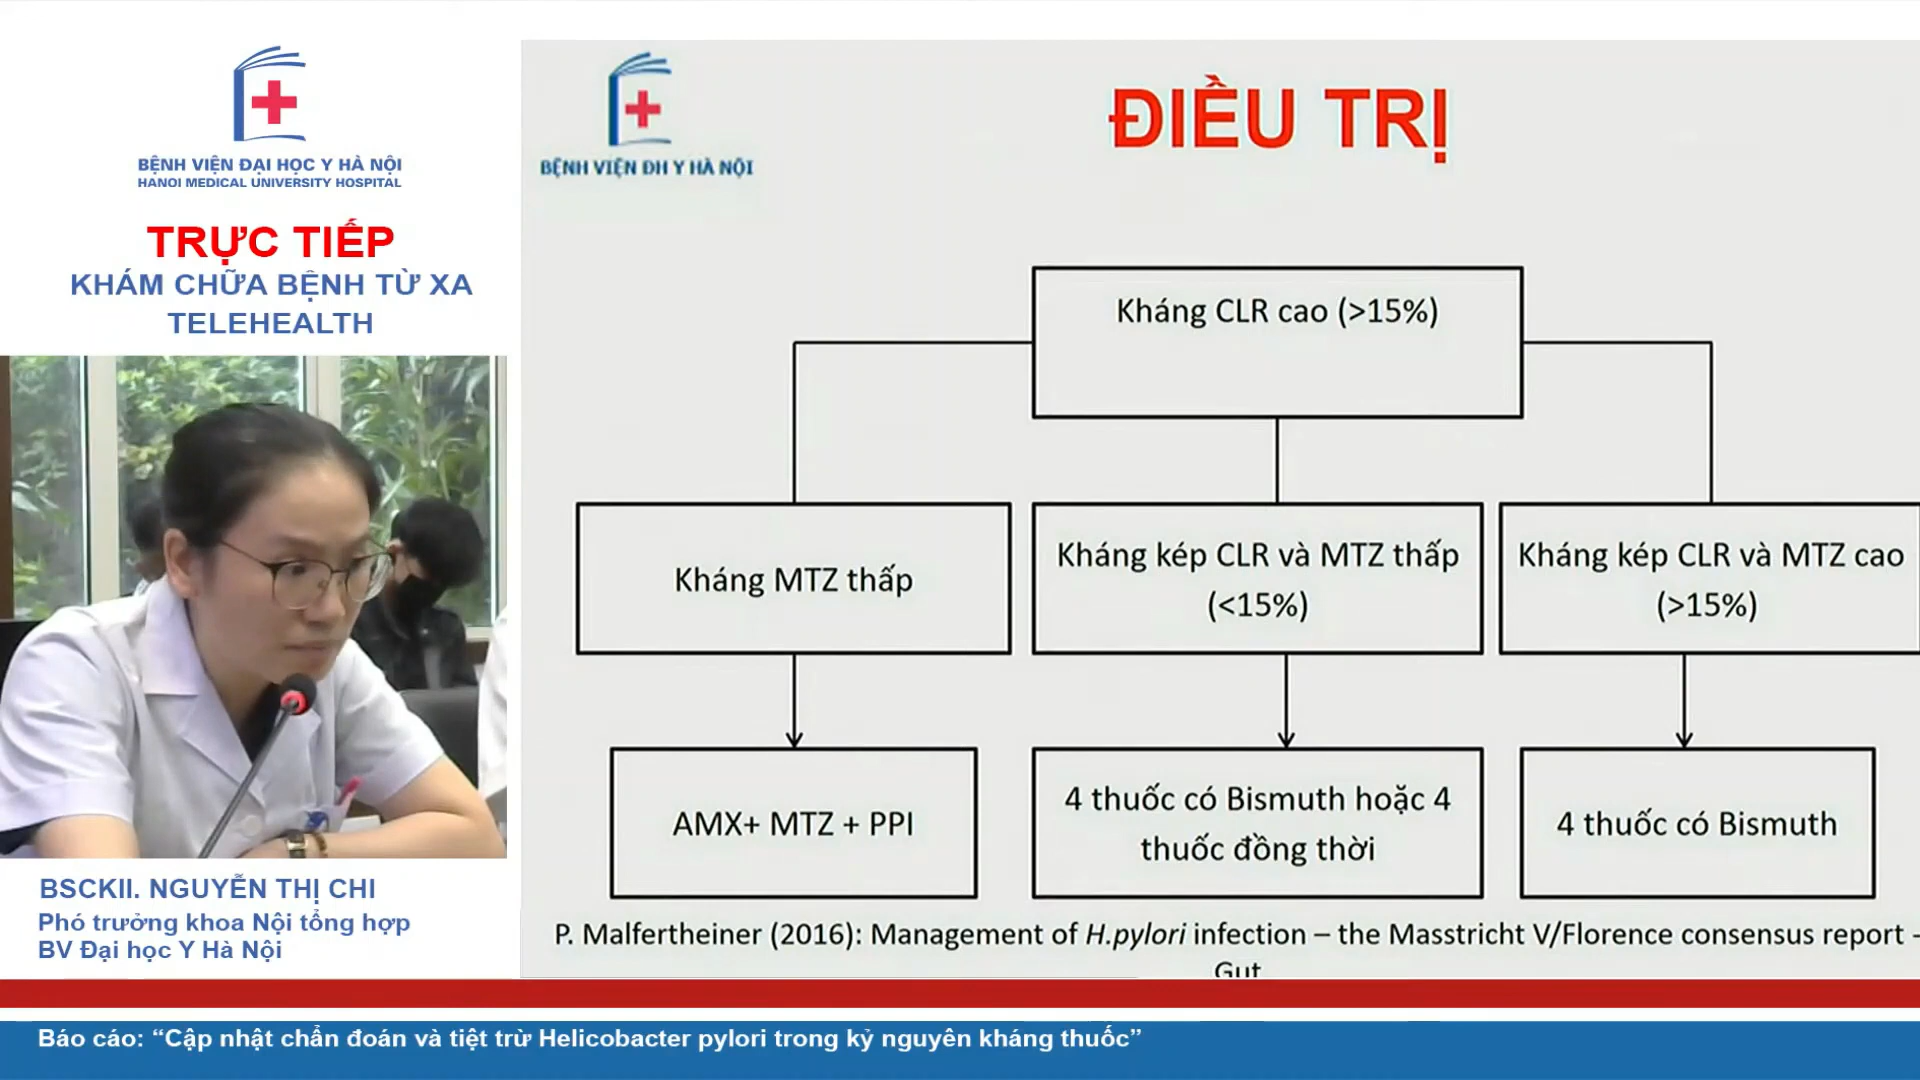 BỆNH VIỆN ĐẠI HỌC Y HÀ NỘI
HANOI MEDICAL UNIVERSITY HOSPITAL
TRỰC TIẾP
KHÁM CHỮA BỆNH TỪ XA
TELEHEALTH
BSCKII. NGUYỄN THỊ CHI
Phó trưởng khoa Nội tổng hợp
BV Đại học Y Hà Nội
BỆNH VIỆN ĐH Y HÀ NỘI
ĐIỀU TRỊ
Kháng CLR cao (>15%)
Kháng MTZ thấp
Kháng kép CLR và MTZ thấp
(<15%)
Kháng kép CLR và MTZ cao
(>15%)
AMX+ MTZ + PPI
4 thuốc có Bismuth hoặc 4
thuốc đồng thời
4 thuốc có Bismuth
P. Malfertheiner (2016): Management of H.pylori infection – the Masstricht V/Florence consensus report -
Gut
Báo cáo: “Cập nhật chẩn đoán và tiệt trừ Helicobacter pylori trong kỷ nguyên kháng thuốc”